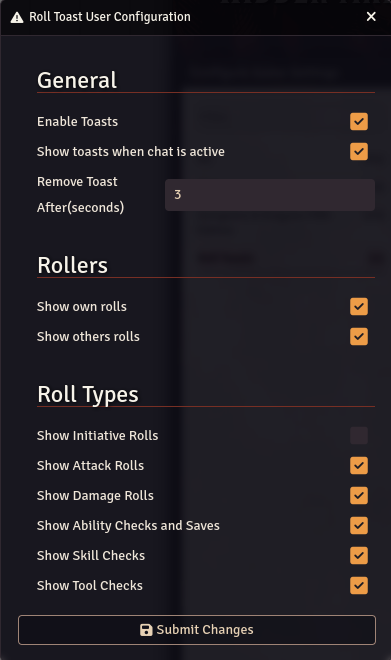 Roll Toast User Configuration
General
Enable Toasts
Show toasts when chat is active
Remove Toast
After(seconds)
3
Rollers
Show own rolls
Show others rolls
Roll Types
Show Initiative Rolls
Show Attack Rolls
Show Damage Rolls
Show Ability Checks and Saves
Show Skill Checks
Show Tool Checks
Submit Changes